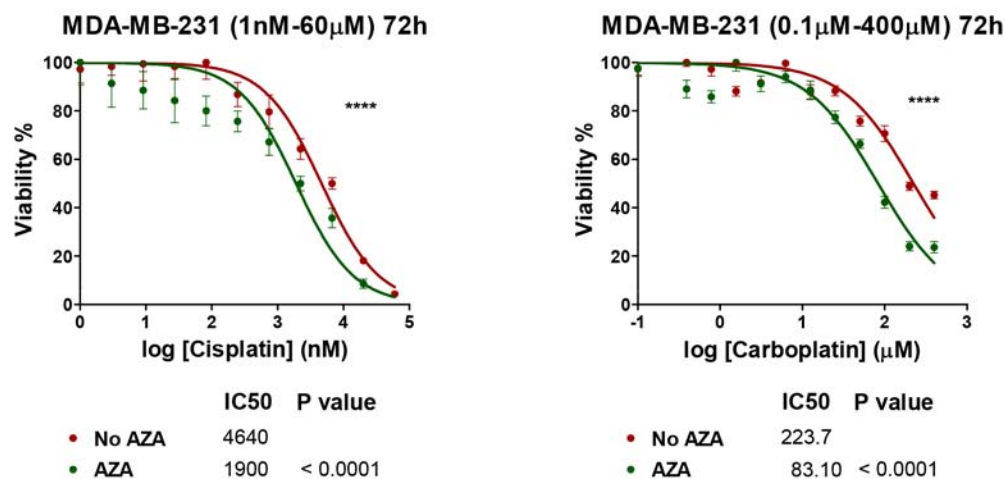 MDA-MB-231 (1nM-60μM) 72h
100
80
60
40
20
0
Viability %
****
0 1 2 3 4 5
log [Cisplatin] (nM)
IC50 P value
No AZA 4640
AZA 1900 < 0.0001
MDA-MB-231 (0.1μM-400μM) 72h
100
80
60
40
20
0
Viability %
****
-1 0 1 2 3
log [Carboplatin] (μM)
IC50 P value
No AZA 223.7
AZA 83.10 < 0.0001